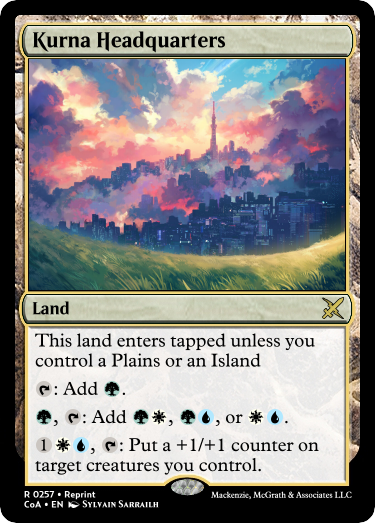 Kurna Headquarters
Land
This land enters tapped unless you
control a Plains or an Island
: Add .
, : Add , , or .
1 , : Put a +1/+1 counter on
target creatures you control.
R 0257 • Reprint
CoA • EN Sylvain Sarrailh
Mackenzie, McGrath & Associates LLC